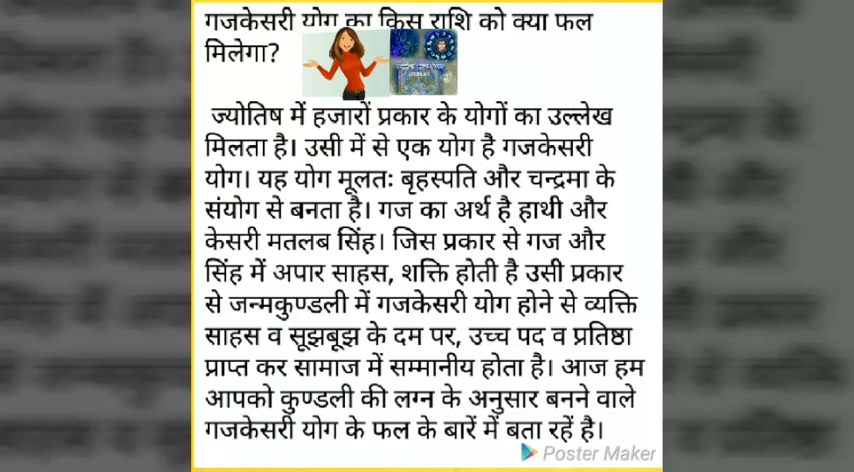 गजकेसरी योग का किस राशि को क्या फल
मिलेगा?
ज्योतिष में हजारों प्रकार के योगों का उल्लेख
मिलता है। उसी में से एक योग है गजकेसरी
योग। यह योग मूलतः बृहस्पति और चन्द्रमा के
संयोग से बनता है। गज का अर्थ है हाथी और
केसरी मतलब सिंह। जिस प्रकार से गज और
सिंह में अपार साहस, शक्ति होती है उसी प्रकार
से जन्मकुण्डली में गजकेसरी योग होने से व्यक्ति
साहस व सूझबूझ के दम पर, उच्च पद व प्रतिष्ठा
प्राप्त कर सामाज में सम्मानीय होता है। आज हम
आपको कुण्डली की लग्न के अनुसार बनने वाले
गजकेसरी योग के फल के बारें में बता रहें है।
Poster Maker